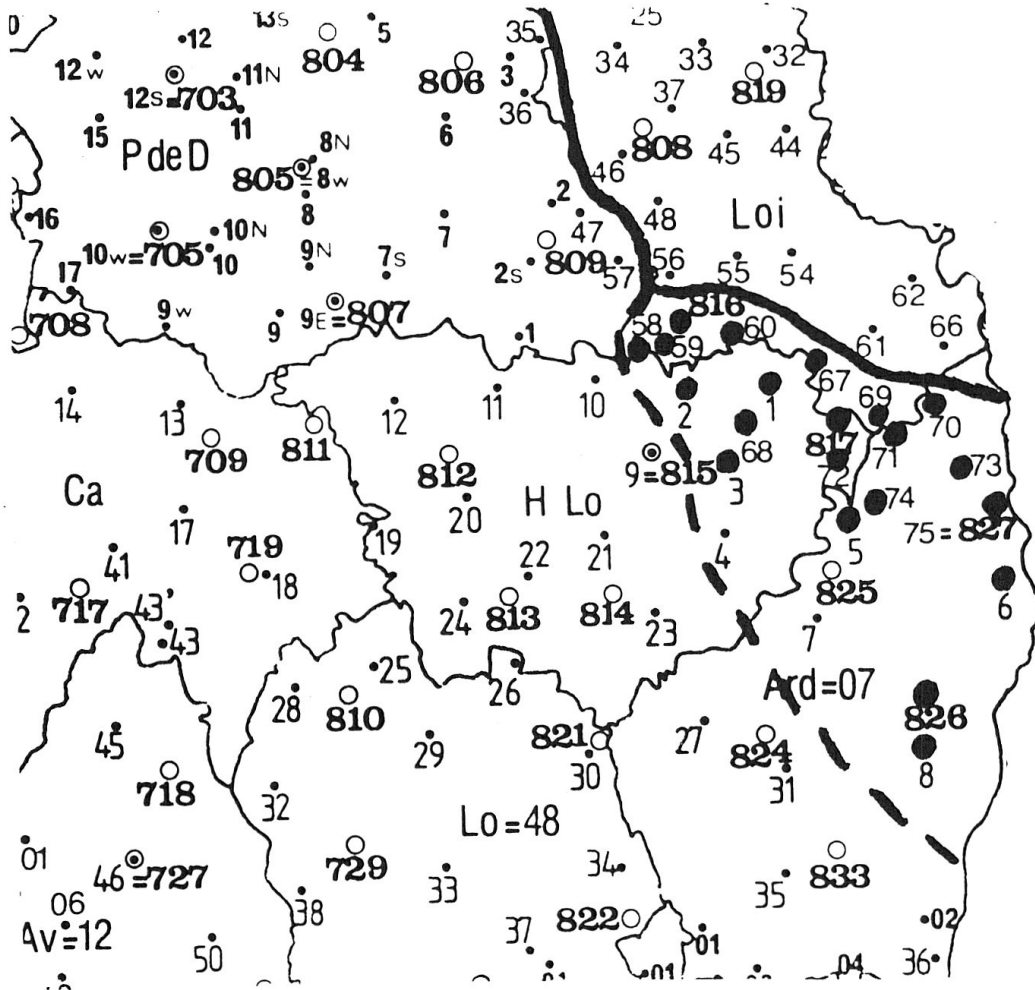 13s 5 35 25
12 804 34 33 32
12 w 11N 806 3 37 819
12s=703 36
15 11 6 808 45 44
P de D 8N 46
805=8w 2
16 8 7 47 48 Loi
10w=705 10N 9N 7s 2s 809 57 56 55 54
10
17 62
708 9w 9 9E=807 1 58 816 60 61 66
59 67
14 13 12 11 10 2 1 69 70
709 811 68 817 71
812 9=815 3 72 73
Ca 20 H Lo 74
17 19 22 21 4 5 75=827
41 719 18 825
2 717 43' 24 813 814 23 7 6
43
25 26 Ard=07
28 810 826
45 29 821 27 824
718 30 31 8
32 Lo=48
01 46=727 729 33 34 35 833
06 38 822 02
Av=12 50 37 01 36
01 04